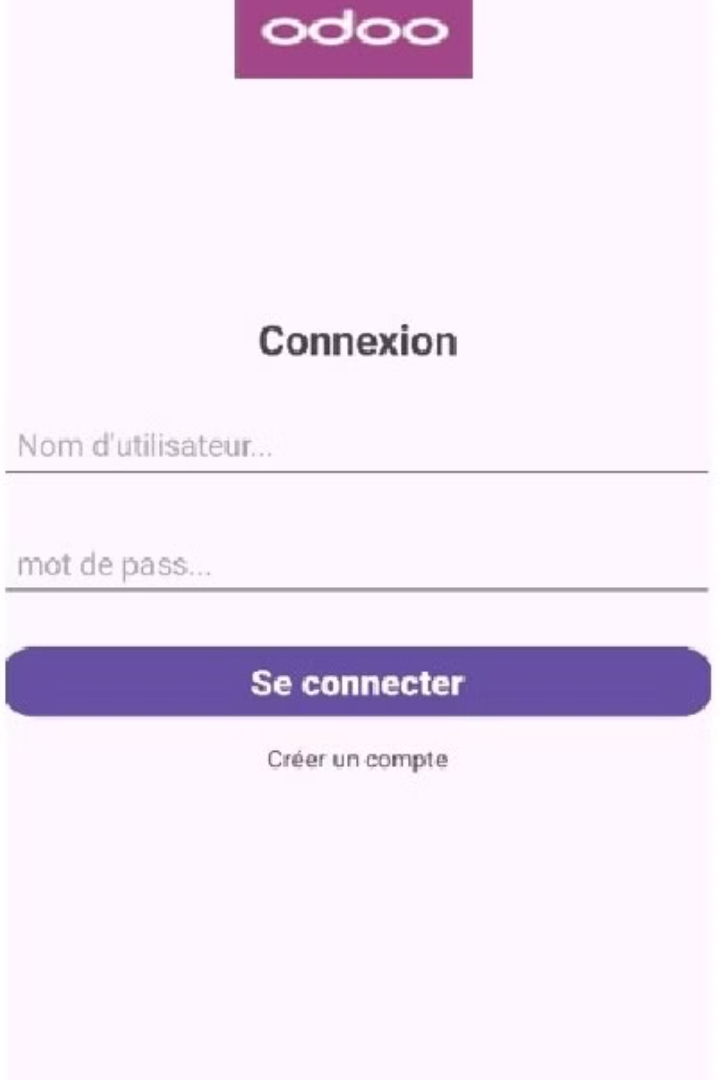 odoo
Connexion
Nom d'utilisateur...
mot de pass...
Se connecter
Créer un compte